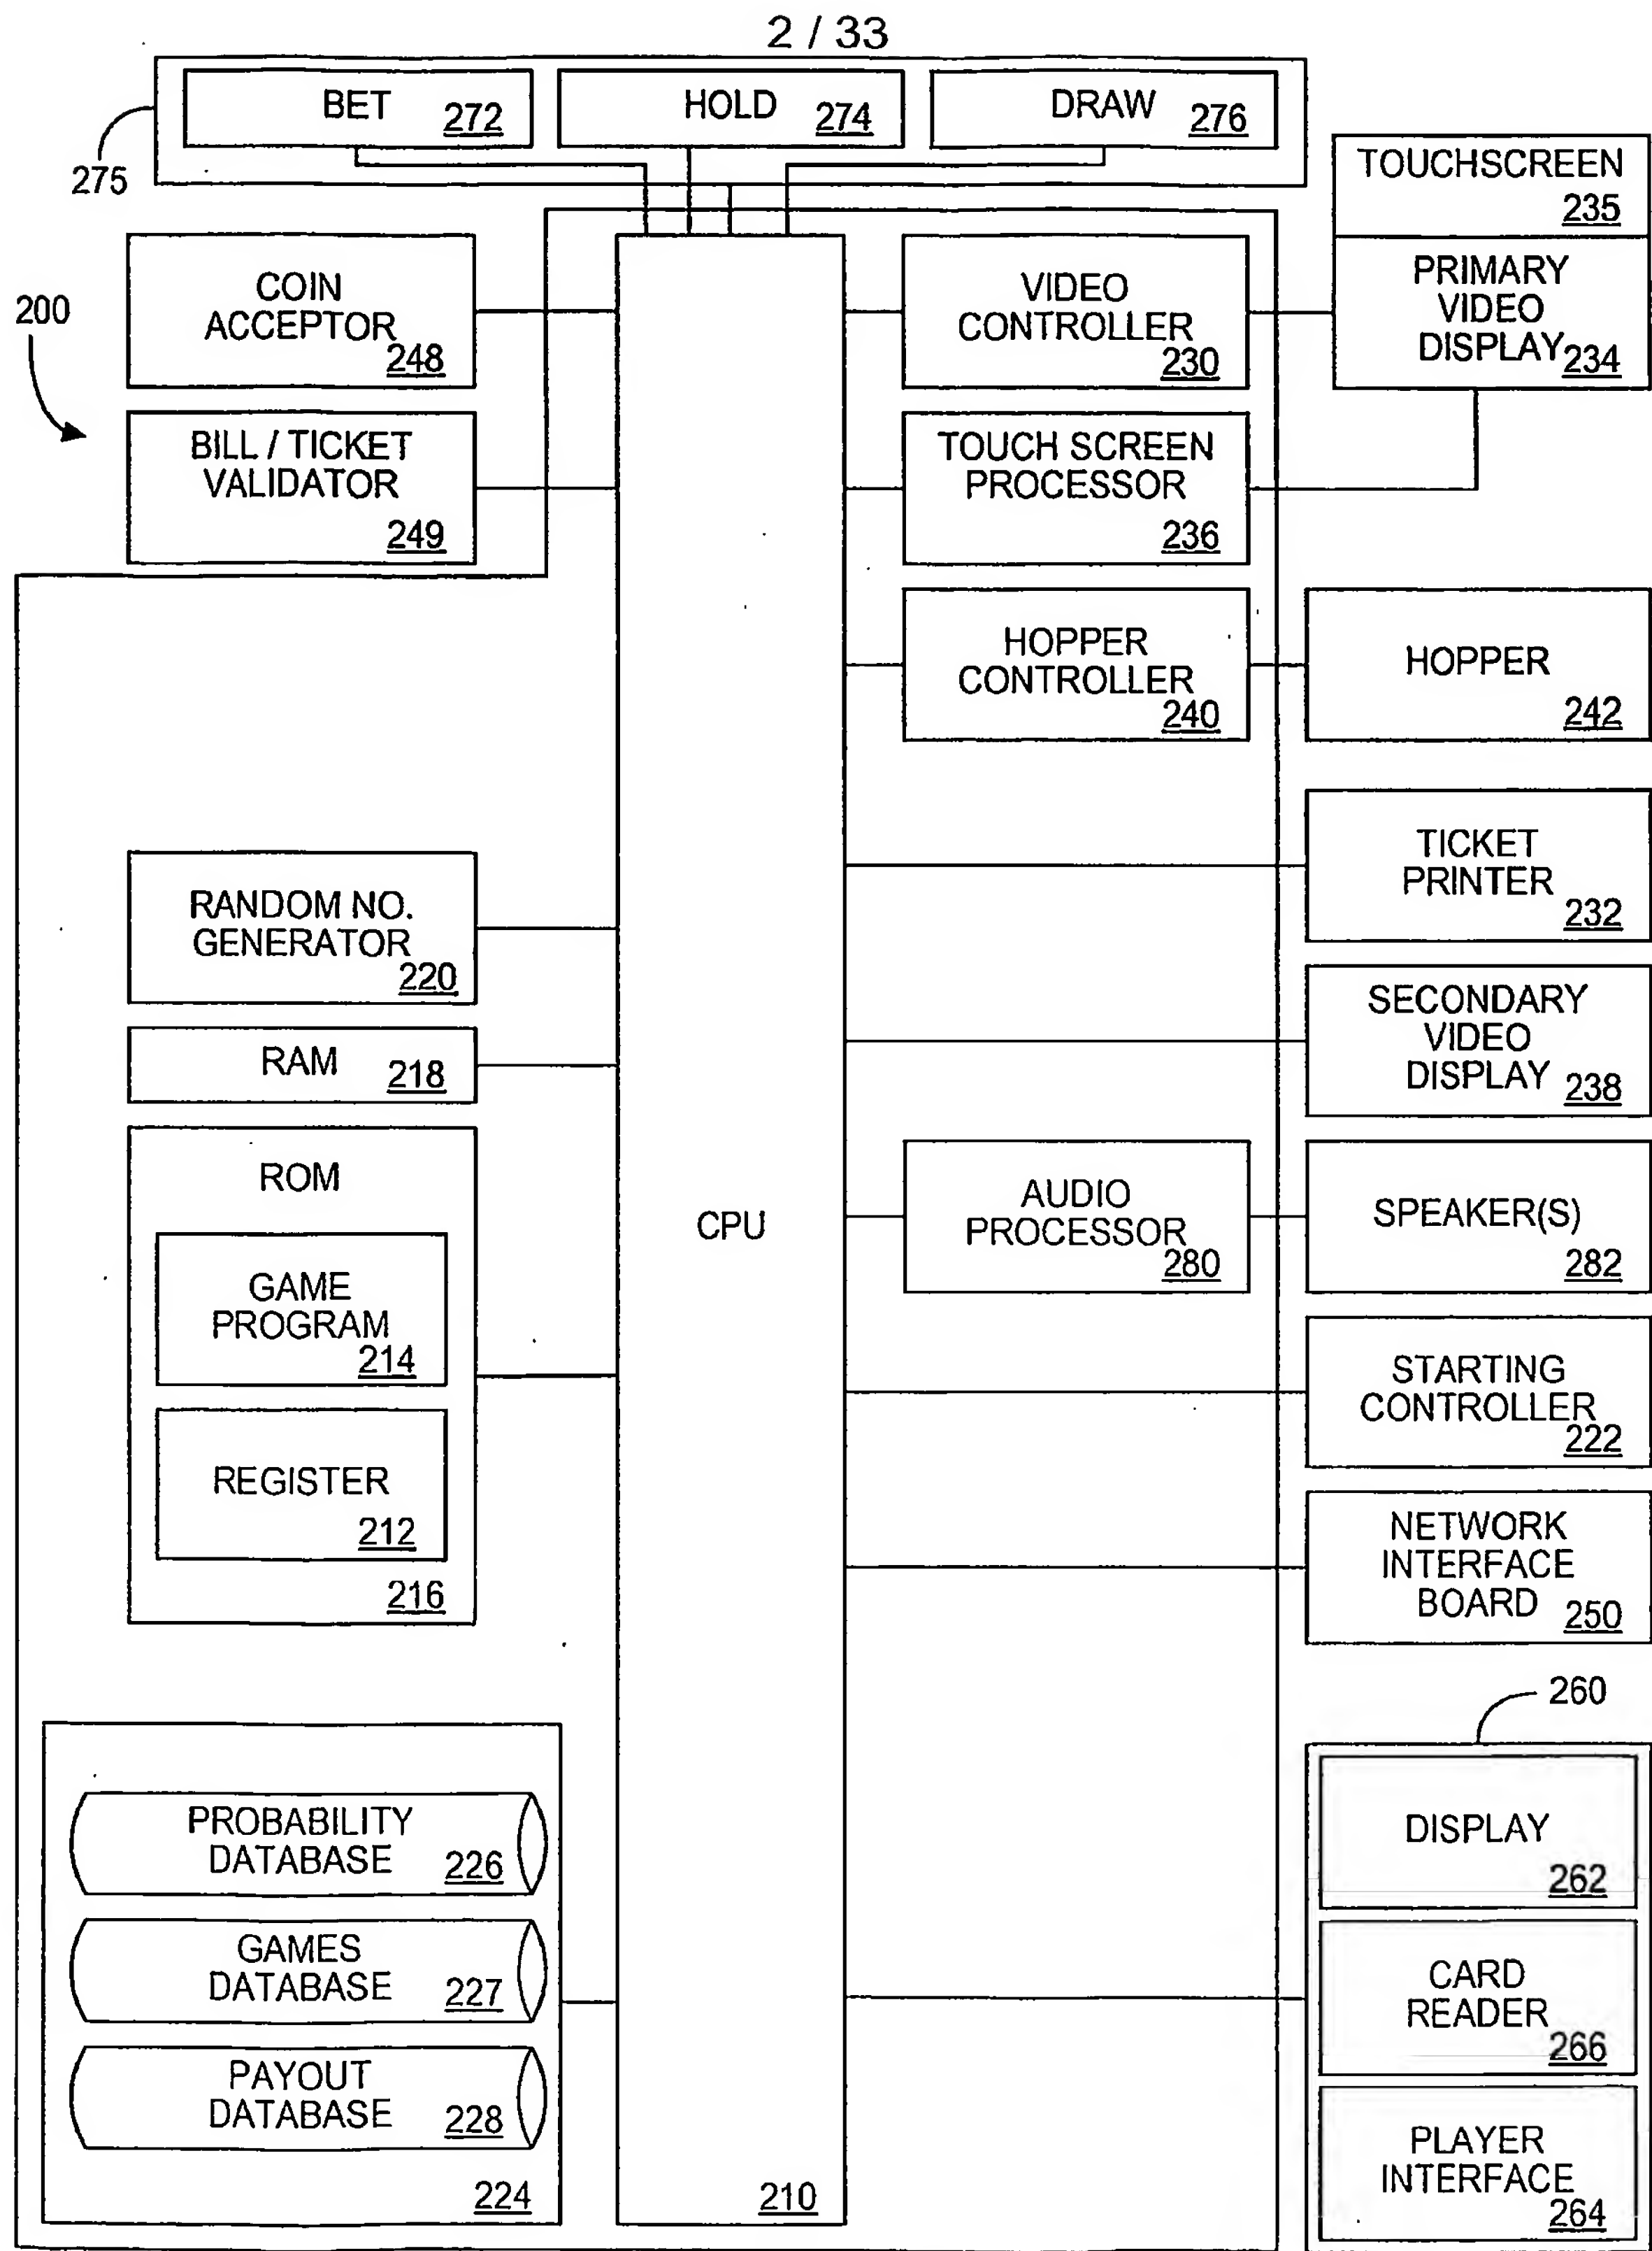 2 / 33
BET 272
HOLD 274
DRAW 276
275
TOUCHSCREEN
235
200
COIN
ACCEPTOR
248
VIDEO
CONTROLLER
230
PRIMARY
VIDEO
DISPLAY 234
BILL / TICKET
VALIDATOR
249
TOUCH SCREEN
PROCESSOR
236
HOPPER
CONTROLLER
240
HOPPER
242
TICKET
PRINTER
232
RANDOM NO.
GENERATOR
220
SECONDARY
VIDEO
DISPLAY 238
RAM 218
ROM
GAME
PROGRAM
214
REGISTER
212
216
CPU
210
AUDIO
PROCESSOR
280
SPEAKER(S)
282
STARTING
CONTROLLER
222
NETWORK
INTERFACE
BOARD 250
PROBABILITY
DATABASE 226
GAMES
DATABASE 227
PAYOUT
DATABASE 228
224
260
DISPLAY
262
CARD
READER
266
PLAYER
INTERFACE
264